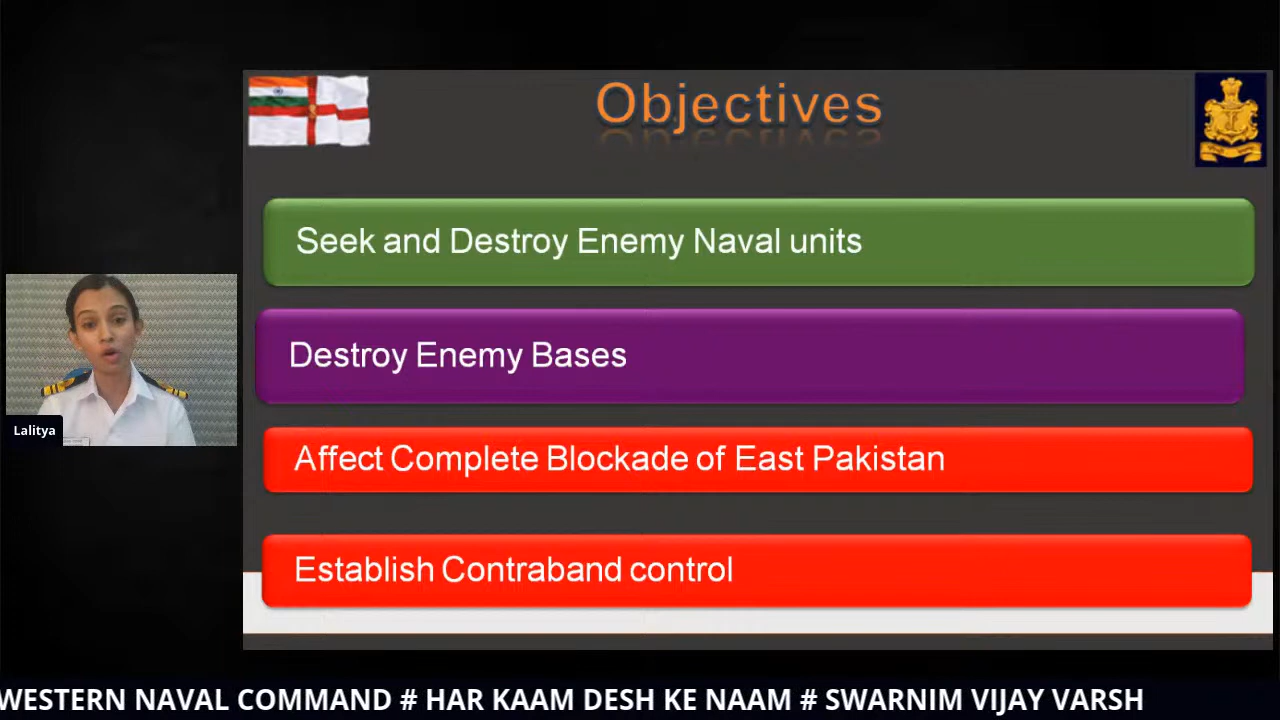 Objectives
Seek and Destroy Enemy Naval units
Destroy Enemy Bases
Lalitya
Affect Complete Blockade of East Pakistan
Establish Contraband control
WESTERN NAVAL COMMAND # HAR KAAM DESH KE NAAM # SWARNIM VIJAY VARSH